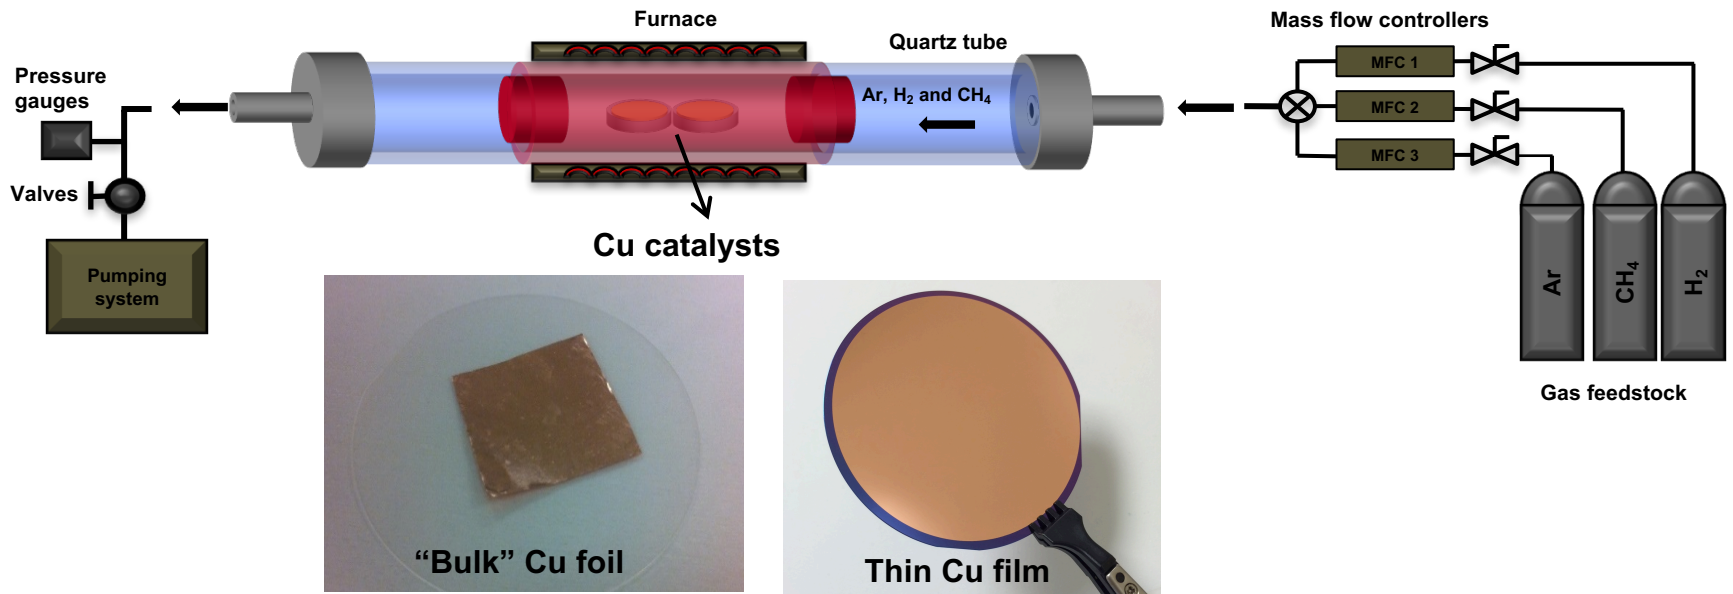 Furnace
Mass flow controllers
Quartz tube
Pressure
gauges
MFC 1
Ar, H₂ and CH₄
MFC 2
MFC 3
Valves
Cu catalysts
Pumping
system
Ar
CH₄
H₂
Gas feedstock
“Bulk” Cu foil
Thin Cu film